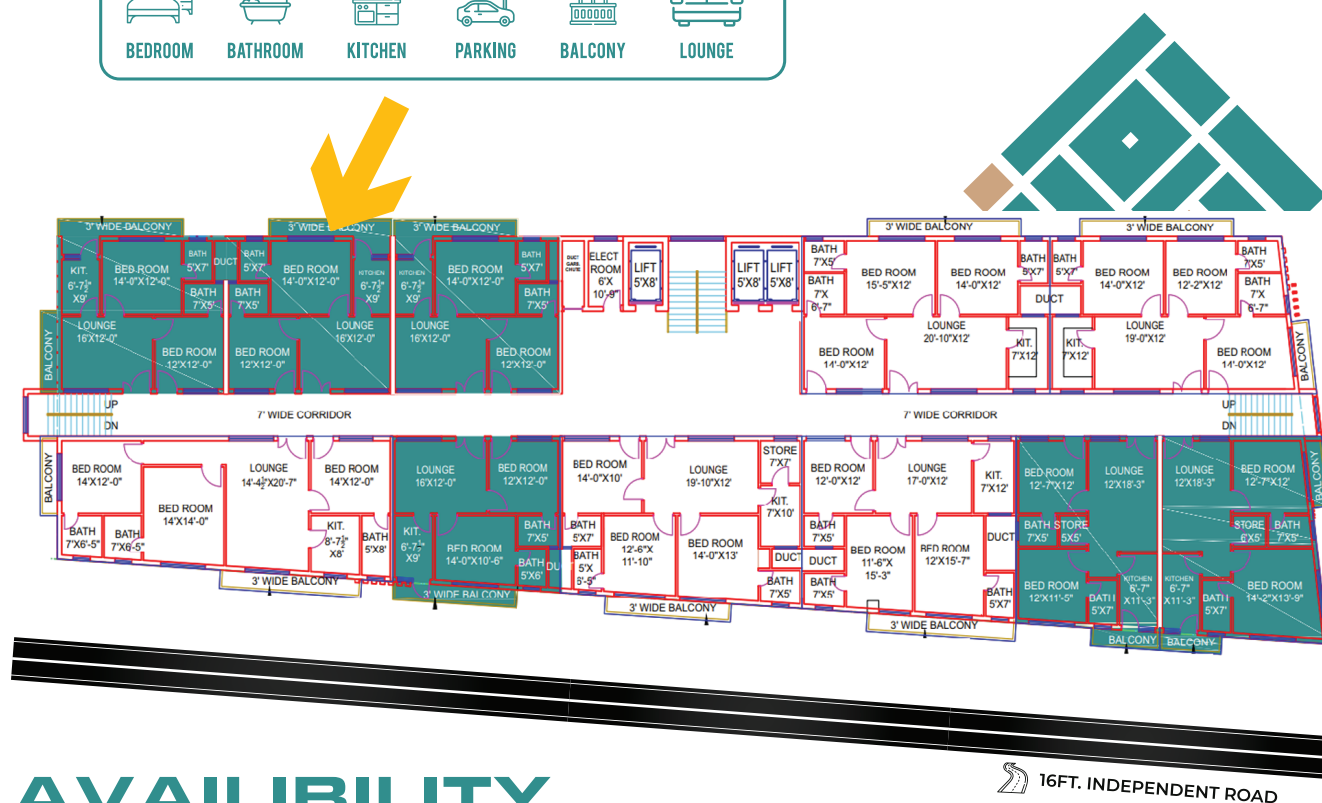 BEDROOM BATHROOM KITCHEN PARKING BALCONY LOUNGE
3' WIDE BALCONY
3' WIDE BALCONY
3' WIDE BALCONY
3' WIDE BALCONY
3' WIDE BALCONY
KIT.
6'-7½"
X9'
BED ROOM
14'-0"X12'-0"
BATH
5'X7'
BATH
7'X5'
DUCT
BATH
5'X7'
BATH
7'X5'
BED ROOM
14'-0"X12'-0"
KITCHEN
6'-7½"
X9'
KITCHEN
6'-7½"
X9'
BED ROOM
14'-0"X12'-0"
BATH
5'X7'
BATH
7'X5'
DUCT
GARB.
CHUTE
ELECT
ROOM
6'X
10'-9"
LIFT
5'X8'
LIFT
5'X8'
LIFT
5'X8'
BATH
7'X5'
BATH
7'X
6'-7"
BED ROOM
15'-5"X12'
BED ROOM
14'-0"X12'
BATH
5'X7'
BATH
5'X7'
DUCT
BED ROOM
14'-0"X12'
BED ROOM
12'-2"X12'
BATH
7'X5'
BATH
7'X
6'-7"
BALCONY
LOUNGE
16'X12'-0"
BED ROOM
12'X12'-0"
BED ROOM
12'X12'-0"
LOUNGE
16'X12'-0"
LOUNGE
16'X12'-0"
BED ROOM
12'X12'-0"
BED ROOM
14'-0"X12'
LOUNGE
20'-10"X12'
KIT.
7'X12'
KIT.
7'X12'
LOUNGE
19'-0"X12'
BED ROOM
14'-0"X12'
BALCONY
UP
DN
7' WIDE CORRIDOR
7' WIDE CORRIDOR
UP
DN
BALCONY
BED ROOM
14'X12'-0"
BED ROOM
14'X14'-0"
BATH
7'X6'-5"
BATH
7'X6-5"
LOUNGE
14'-4½"X20'-7"
BED ROOM
14'X12'-0"
KIT.
8'-7½"
X8'
BATH
5'X8'
LOUNGE
16'X12'-0"
BED ROOM
12'X12'-0"
KIT.
6'-7½"
X9'
BED ROOM
14'-0"X10'-6"
BATH
7'X5'
BATH
5'X6'
DUCT
BED ROOM
14'-0"X10'
LOUNGE
19'-10"X12'
STORE
7'X7'
KIT.
7'X10'
BATH
5'X7'
BATH
5'X
6'-5"
BED ROOM
12'-6"X
11'-10"
BED ROOM
14'-0"X13'
DUCT
BATH
7'X5'
BED ROOM
12'-0"X12'
LOUNGE
17'-0"X12'
KIT.
7'X12'
BATH
7'X5'
DUCT
BATH
7'X5'
BED ROOM
11'-6"X
15'-3"
BED ROOM
12'X15'-7"
DUCT
BATH
5'X7'
BED ROOM
12'-7"X12'
LOUNGE
12'X18'-3"
BATH
7'X5'
STORE
5'X5'
BED ROOM
12'X11'-5"
BATH
5'X7'
KITCHEN
6'-7"
X11'-3"
LOUNGE
12'X18'-3"
BED ROOM
12'-7"X12'
STORE
6'X5'
BATH
7'X5'
KITCHEN
6'-7"
X11'-3"
BATH
5'X7'
BED ROOM
14'-2"X13'-9"
BALCONY
3' WIDE BALCONY
3' WIDE BALCONY
3' WIDE BALCONY
3' WIDE BALCONY
BALCONY
BALCONY
16FT. INDEPENDENT ROAD
AVAILIBILITY